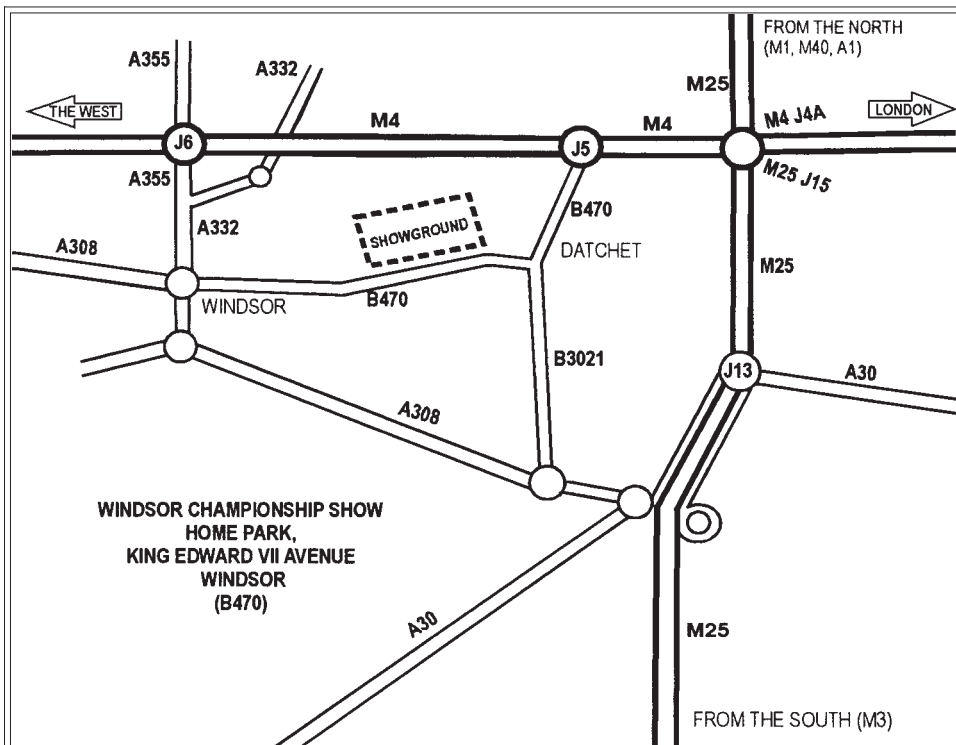 FROM THE NORTH
(M1, M40, A1)
A355
A332
M25
THE WEST
M4
M4
M4 J4A
LONDON
J6
J5
M25 J15
A355
A332
B470
SHOWGROUND
A308
DATCHET
M25
WINDSOR
B470
B3021
J13
A30
A308
WINDSOR CHAMPIONSHIP SHOW
HOME PARK,
KING EDWARD VII AVENUE
WINDSOR
(B470)
A30
M25
FROM THE SOUTH (M3)